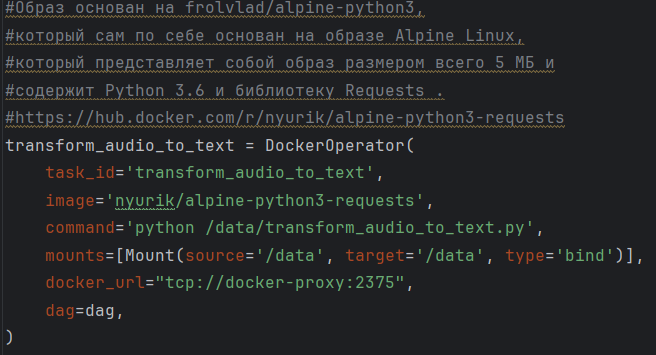 #Образ основан на frolvlad/alpine-python3,
#который сам по себе основан на образе Alpine Linux,
#который представляет собой образ размером всего 5 МБ и
#содержит Python 3.6 и библиотеку Requests .
#https://hub.docker.com/r/nyurik/alpine-python3-requests
transform_audio_to_text = DockerOperator(
    task_id='transform_audio_to_text',
    image='nyurik/alpine-python3-requests',
    command='python /data/transform_audio_to_text.py',
    mounts=[Mount(source='/data', target='/data', type='bind')],
    docker_url="tcp://docker-proxy:2375",
    dag=dag,
)